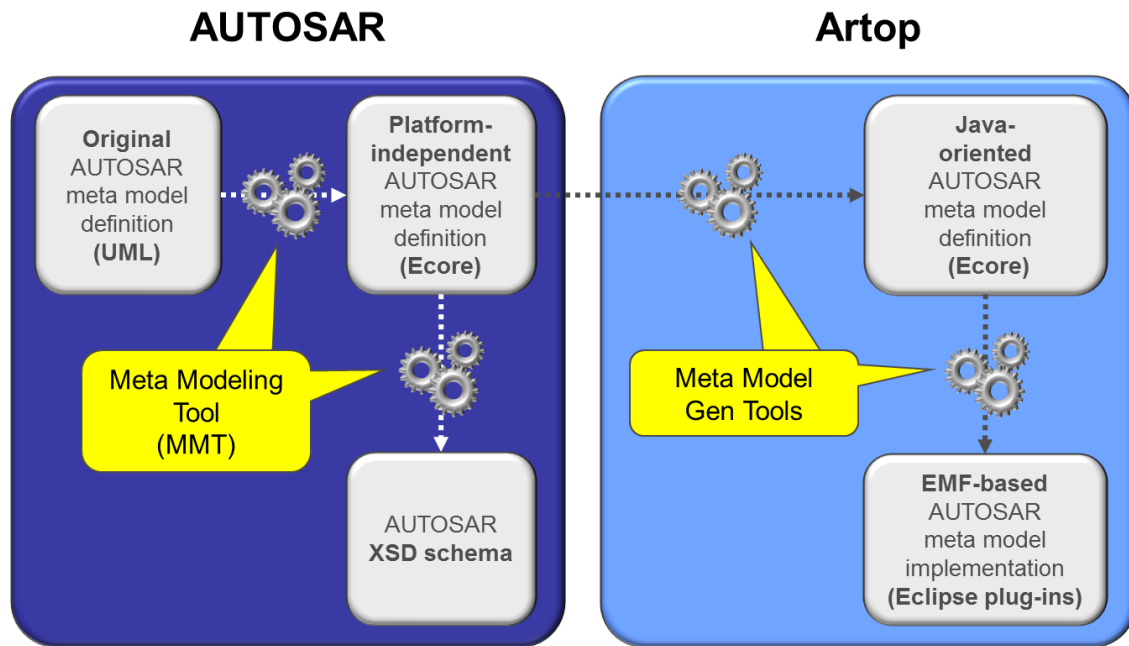 AUTOSAR
Artop
Original
AUTOSAR
meta model
definition
(UML)
Platform-
independent
AUTOSAR
meta model
definition
(Ecore)
Java-
oriented
AUTOSAR
meta model
definition
(Ecore)
Meta Modeling
Tool
(MMT)
Meta Model
Gen Tools
AUTOSAR
XSD schema
EMF-based
AUTOSAR
meta model
implementation
(Eclipse plug-ins)